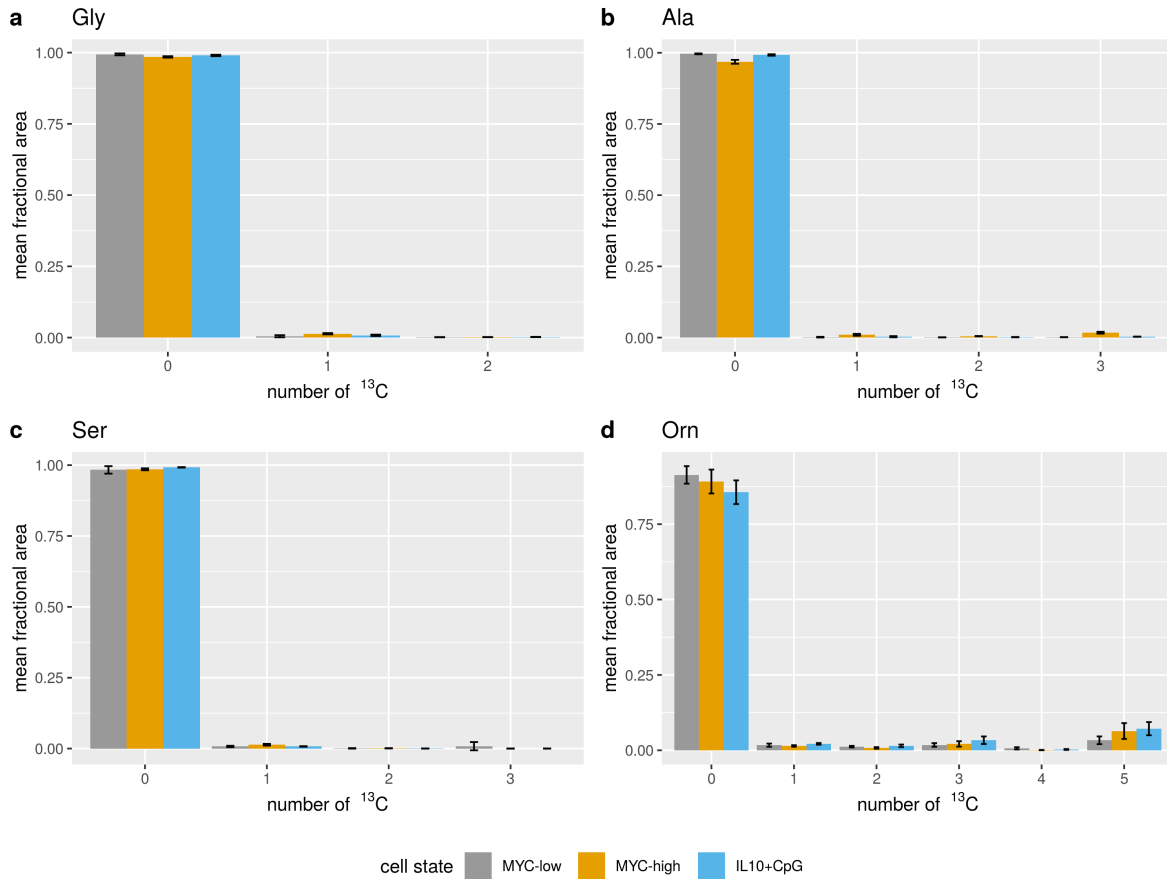 a Gly
mean fractional area
1.00
0.75
0.50
0.25
0.00
0 1 2
number of ¹³C
b Ala
mean fractional area
1.00
0.75
0.50
0.25
0.00
0 1 2 3
number of ¹³C
c Ser
mean fractional area
1.00
0.75
0.50
0.25
0.00
0 1 2 3
number of ¹³C
d Orn
mean fractional area
0.75
0.50
0.25
0.00
0 1 2 3 4 5
number of ¹³C
cell state MYC-low MYC-high IL10+CpG